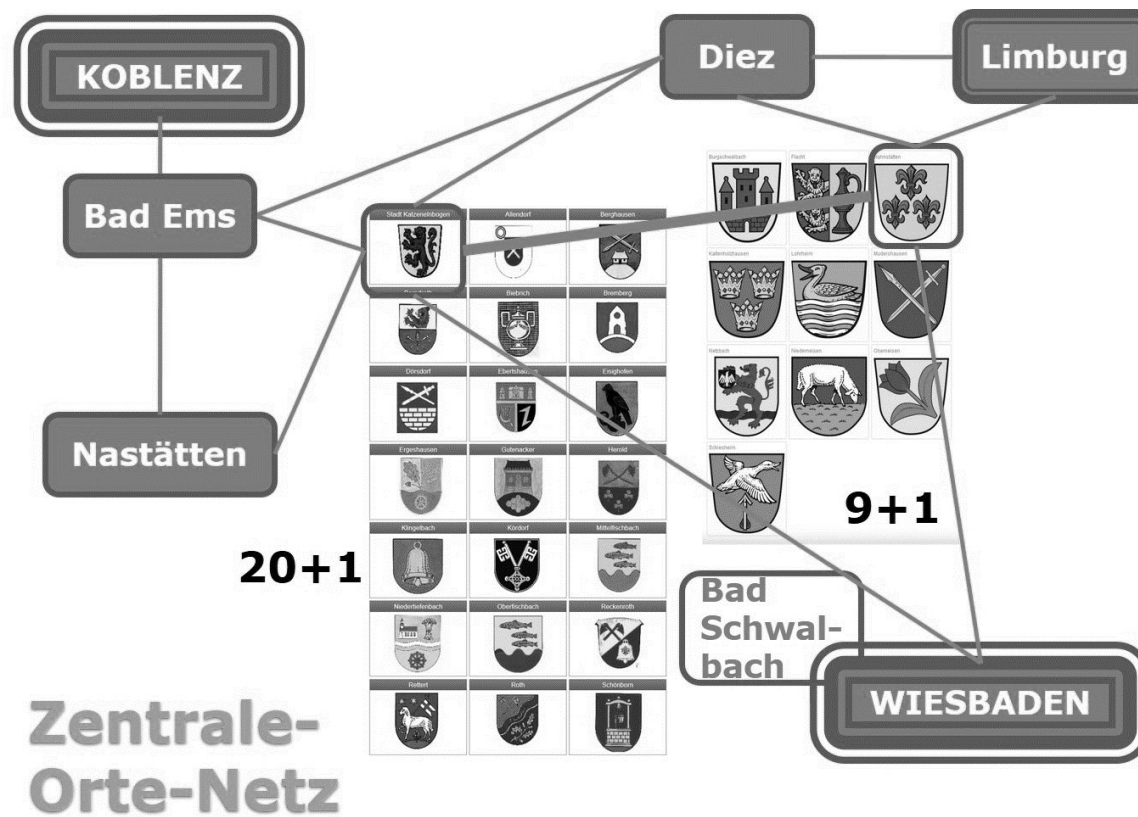 KOBLENZ
Diez
Limburg
Bad Ems
Burgschwalbach
Flacht
Hahnstätten
Stadt Katzenelnbogen
Allendorf
Berghausen
Kaltenholzhausen
Lohrheim
Mudershausen
Berndroth
Biebrich
Bremberg
Netzbach
Niederneisen
Oberneisen
Dörsdorf
Ebertshausen
Eisighofen
Nastätten
Schiesheim
Ergeshausen
Gutenacker
Herold
9+1
Klingelbach
Kördorf
Mittelfischbach
20+1
Bad
Schwal-
bach
Niedertiefenbach
Oberfischbach
Reckenroth
WIESBADEN
Rettert
Roth
Schönborn
Zentrale-
Orte-Netz